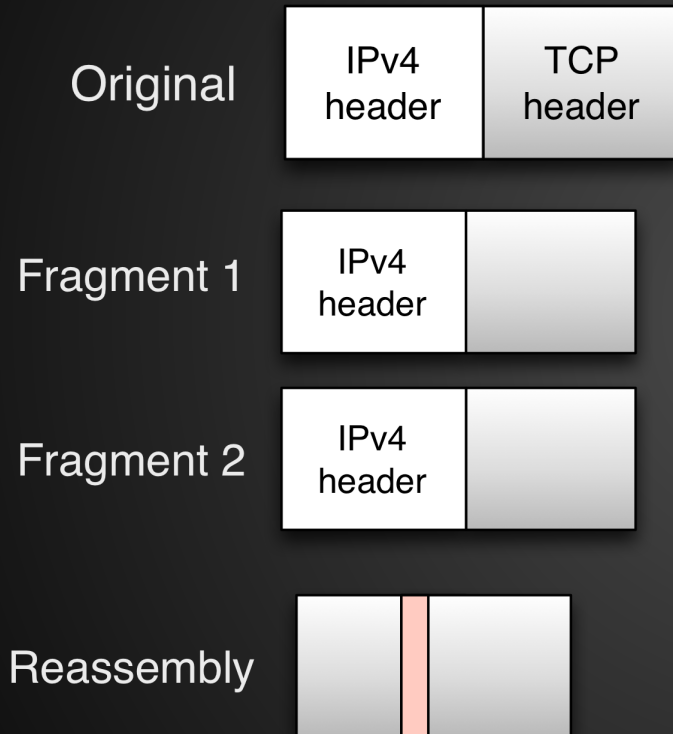 Original
IPv4
header
TCP
header
Fragment 1
IPv4
header
Fragment 2
IPv4
header
Reassembly